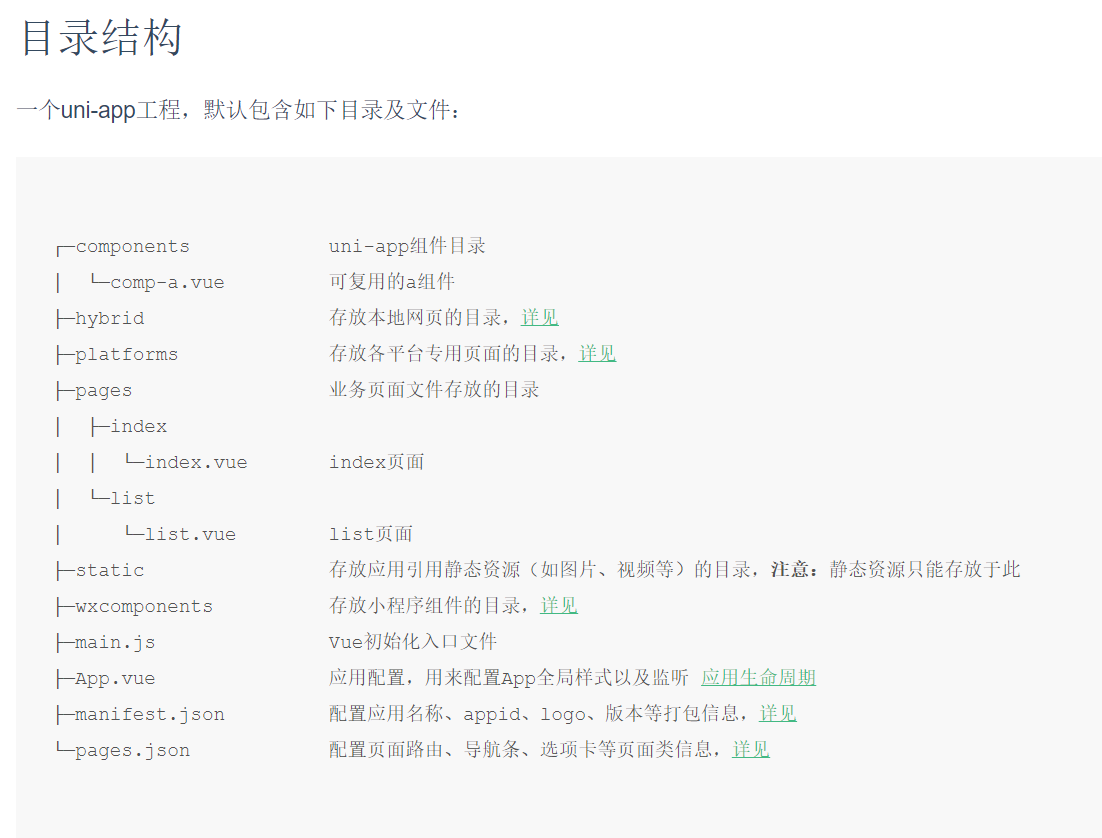 目录结构
一个uni-app工程，默认包含如下目录及文件：
┌─components            uni-app组件目录
│  └─comp-a.vue         可复用的a组件
├─hybrid                存放本地网页的目录，详见
├─platforms             存放各平台专用页面的目录，详见
├─pages                 业务页面文件存放的目录
│  ├─index
│  │  └─index.vue       index页面
│  └─list
│     └─list.vue        list页面
├─static                存放应用引用静态资源（如图片、视频等）的目录，注意：静态资源只能存放于此
├─wxcomponents          存放小程序组件的目录，详见
├─main.js               Vue初始化入口文件
├─App.vue               应用配置，用来配置App全局样式以及监听 应用生命周期
├─manifest.json         配置应用名称、appid、logo、版本等打包信息，详见
└─pages.json            配置页面路由、导航条、选项卡等页面类信息，详见